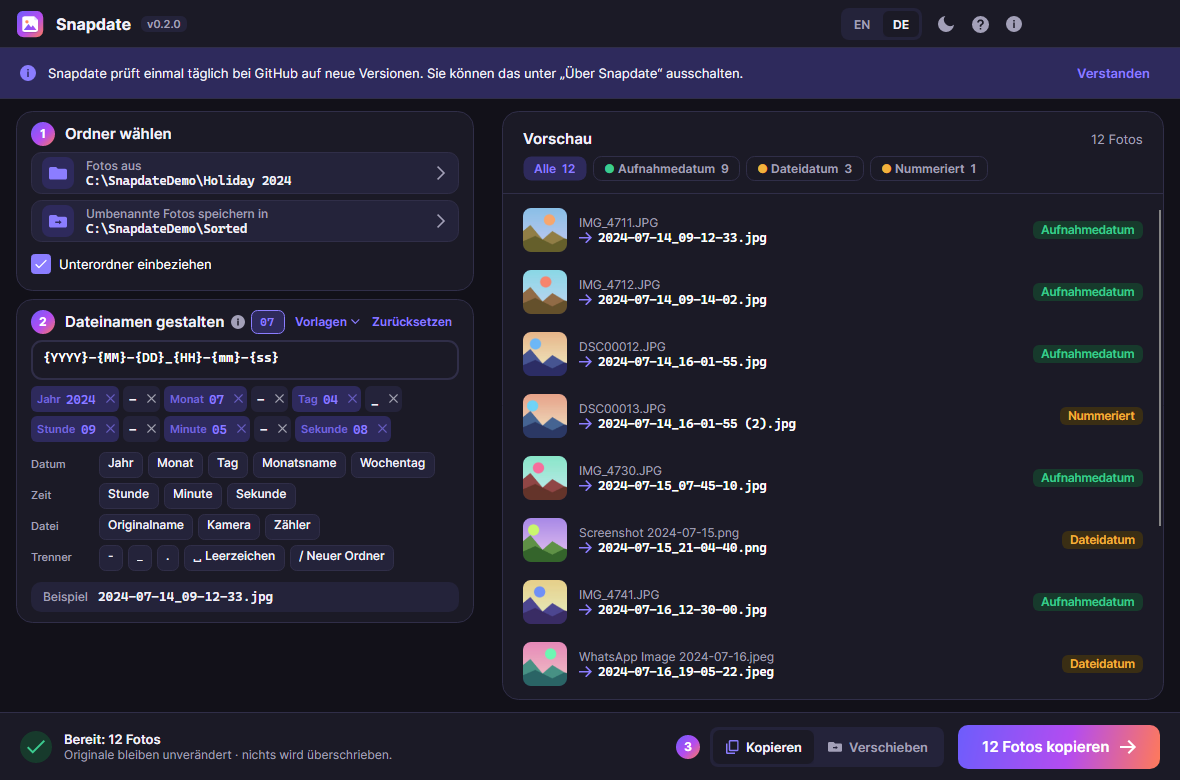 Snapdate v0.2.0 EN DE
Snapdate prüft einmal täglich bei GitHub auf neue Versionen. Sie können das unter „Über Snapdate“ ausschalten. Verstanden
1 Ordner wählen
Fotos aus
C:\SnapdateDemo\Holiday 2024
Umbenannte Fotos speichern in
C:\SnapdateDemo\Sorted
Unterordner einbeziehen
2 Dateinamen gestalten 07 Vorlagen Zurücksetzen
{YYYY}-{MM}-{DD}_{HH}-{mm}-{ss}
Jahr 2024 × - × Monat 07 × - × Tag 04 × _ ×
Stunde 09 × - × Minute 05 × - × Sekunde 08 ×
Datum Jahr Monat Tag Monatsname Wochentag
Zeit Stunde Minute Sekunde
Datei Originalname Kamera Zähler
Trenner - _ . ␣ Leerzeichen / Neuer Ordner
Beispiel 2024-07-14_09-12-33.jpg
Vorschau 12 Fotos
Alle 12 Aufnahmedatum 9 Dateidatum 3 Nummeriert 1
IMG_4711.JPG
→ 2024-07-14_09-12-33.jpg Aufnahmedatum
IMG_4712.JPG
→ 2024-07-14_09-14-02.jpg Aufnahmedatum
DSC00012.JPG
→ 2024-07-14_16-01-55.jpg Aufnahmedatum
DSC00013.JPG
→ 2024-07-14_16-01-55 (2).jpg Nummeriert
IMG_4730.JPG
→ 2024-07-15_07-45-10.jpg Aufnahmedatum
Screenshot 2024-07-15.png
→ 2024-07-15_21-04-40.png Dateidatum
IMG_4741.JPG
→ 2024-07-16_12-30-00.jpg Aufnahmedatum
WhatsApp Image 2024-07-16.jpeg
→ 2024-07-16_19-05-22.jpeg Dateidatum
Bereit: 12 Fotos
Originale bleiben unverändert · nichts wird überschrieben.
3 Kopieren Verschieben 12 Fotos kopieren →